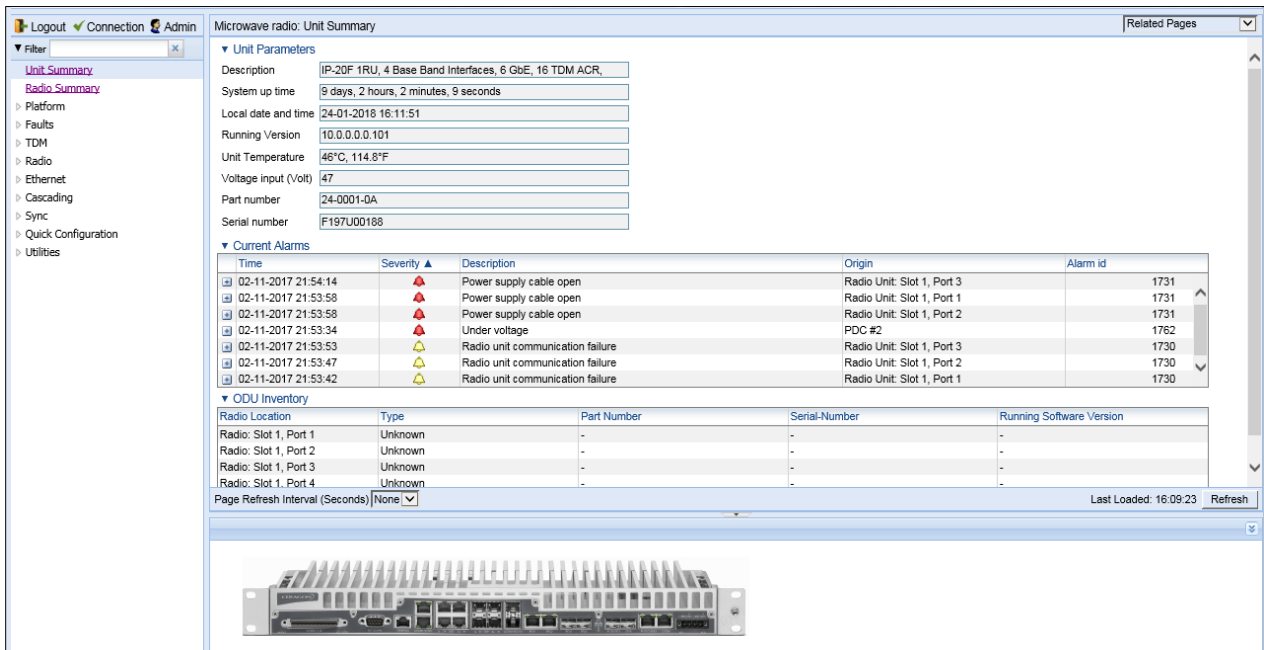 Logout Connection Admin
Microwave radio: Unit Summary
Related Pages
Filter
Unit Summary
Radio Summary
Platform
Faults
TDM
Radio
Ethernet
Cascading
Sync
Quick Configuration
Utilities
Unit Parameters
Description IP-20F 1RU, 4 Base Band Interfaces, 6 GbE, 16 TDM ACR,
System up time 9 days, 2 hours, 2 minutes, 9 seconds
Local date and time 24-01-2018 16:11:51
Running Version 10.0.0.0.0.101
Unit Temperature 46°C, 114.8°F
Voltage input (Volt) 47
Part number 24-0001-0A
Serial number F197U00188
Current Alarms
Time Severity ▲ Description Origin Alarm id
02-11-2017 21:54:14 Power supply cable open Radio Unit: Slot 1, Port 3 1731
02-11-2017 21:53:58 Power supply cable open Radio Unit: Slot 1, Port 1 1731
02-11-2017 21:53:58 Power supply cable open Radio Unit: Slot 1, Port 2 1731
02-11-2017 21:53:34 Under voltage PDC #2 1762
02-11-2017 21:53:53 Radio unit communication failure Radio Unit: Slot 1, Port 3 1730
02-11-2017 21:53:47 Radio unit communication failure Radio Unit: Slot 1, Port 2 1730
02-11-2017 21:53:42 Radio unit communication failure Radio Unit: Slot 1, Port 1 1730
ODU Inventory
Radio Location Type Part Number Serial-Number Running Software Version
Radio: Slot 1, Port 1 Unknown - - -
Radio: Slot 1, Port 2 Unknown - - -
Radio: Slot 1, Port 3 Unknown - - -
Radio: Slot 1, Port 4 Unknown - - -
Page Refresh Interval (Seconds) None
Last Loaded: 16:09:23 Refresh